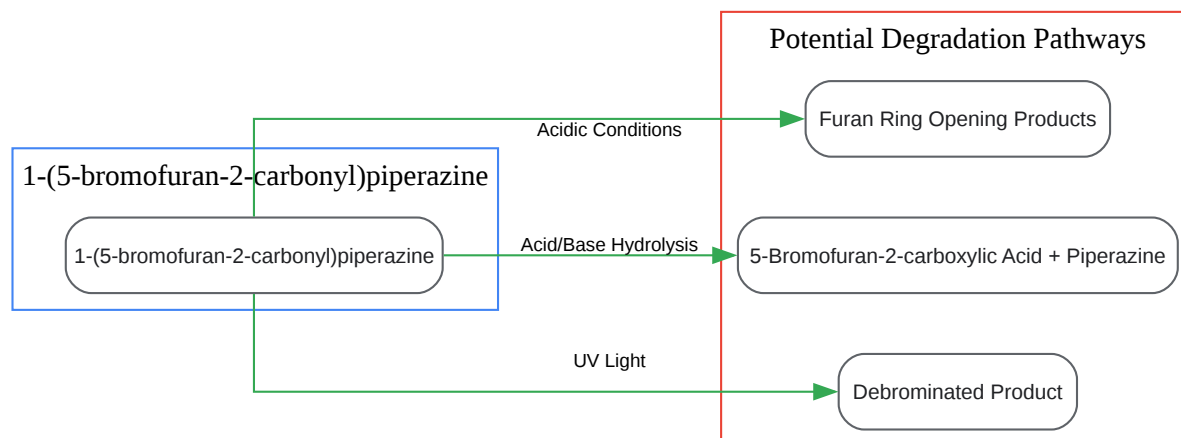 Potential Degradation Pathways
Furan Ring Opening Products
Acidic Conditions
1-(5-bromofuran-2-carbonyl)piperazine
1-(5-bromofuran-2-carbonyl)piperazine
Acid/Base Hydrolysis
5-Bromofuran-2-carboxylic Acid + Piperazine
UV Light
Debrominated Product